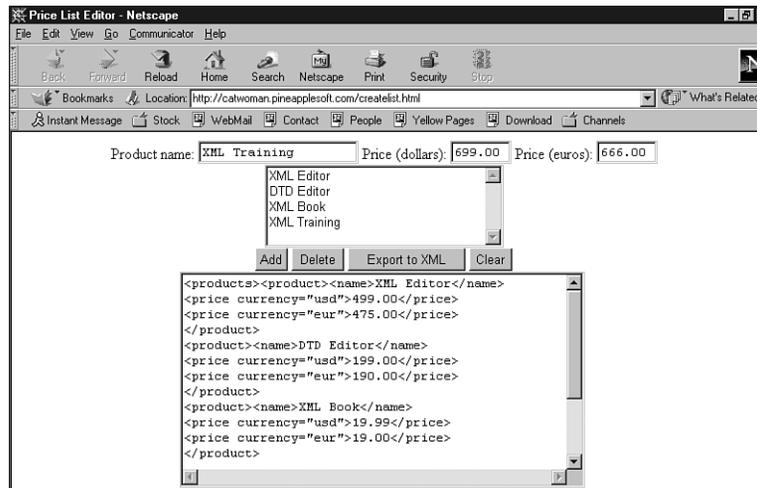 Price List Editor - Netscape
File Edit View Go Communicator Help
Back Forward Reload Home Search Netscape Print Security Stop
Bookmarks Location: http://catwoman.pineapplesoft.com/createlist.html What's Related
Instant Message Stock WebMail Contact People Yellow Pages Download Channels
Product name: XML Training Price (dollars): 699.00 Price (euros): 666.00
XML Editor
DTD Editor
XML Book
XML Training
Add Delete Export to XML Clear
<products><product><name>XML Editor</name>
<price currency="usd">499.00</price>
<price currency="eur">475.00</price>
</product>
<product><name>DTD Editor</name>
<price currency="usd">199.00</price>
<price currency="eur">190.00</price>
</product>
<product><name>XML Book</name>
<price currency="usd">19.99</price>
<price currency="eur">19.00</price>
</product>